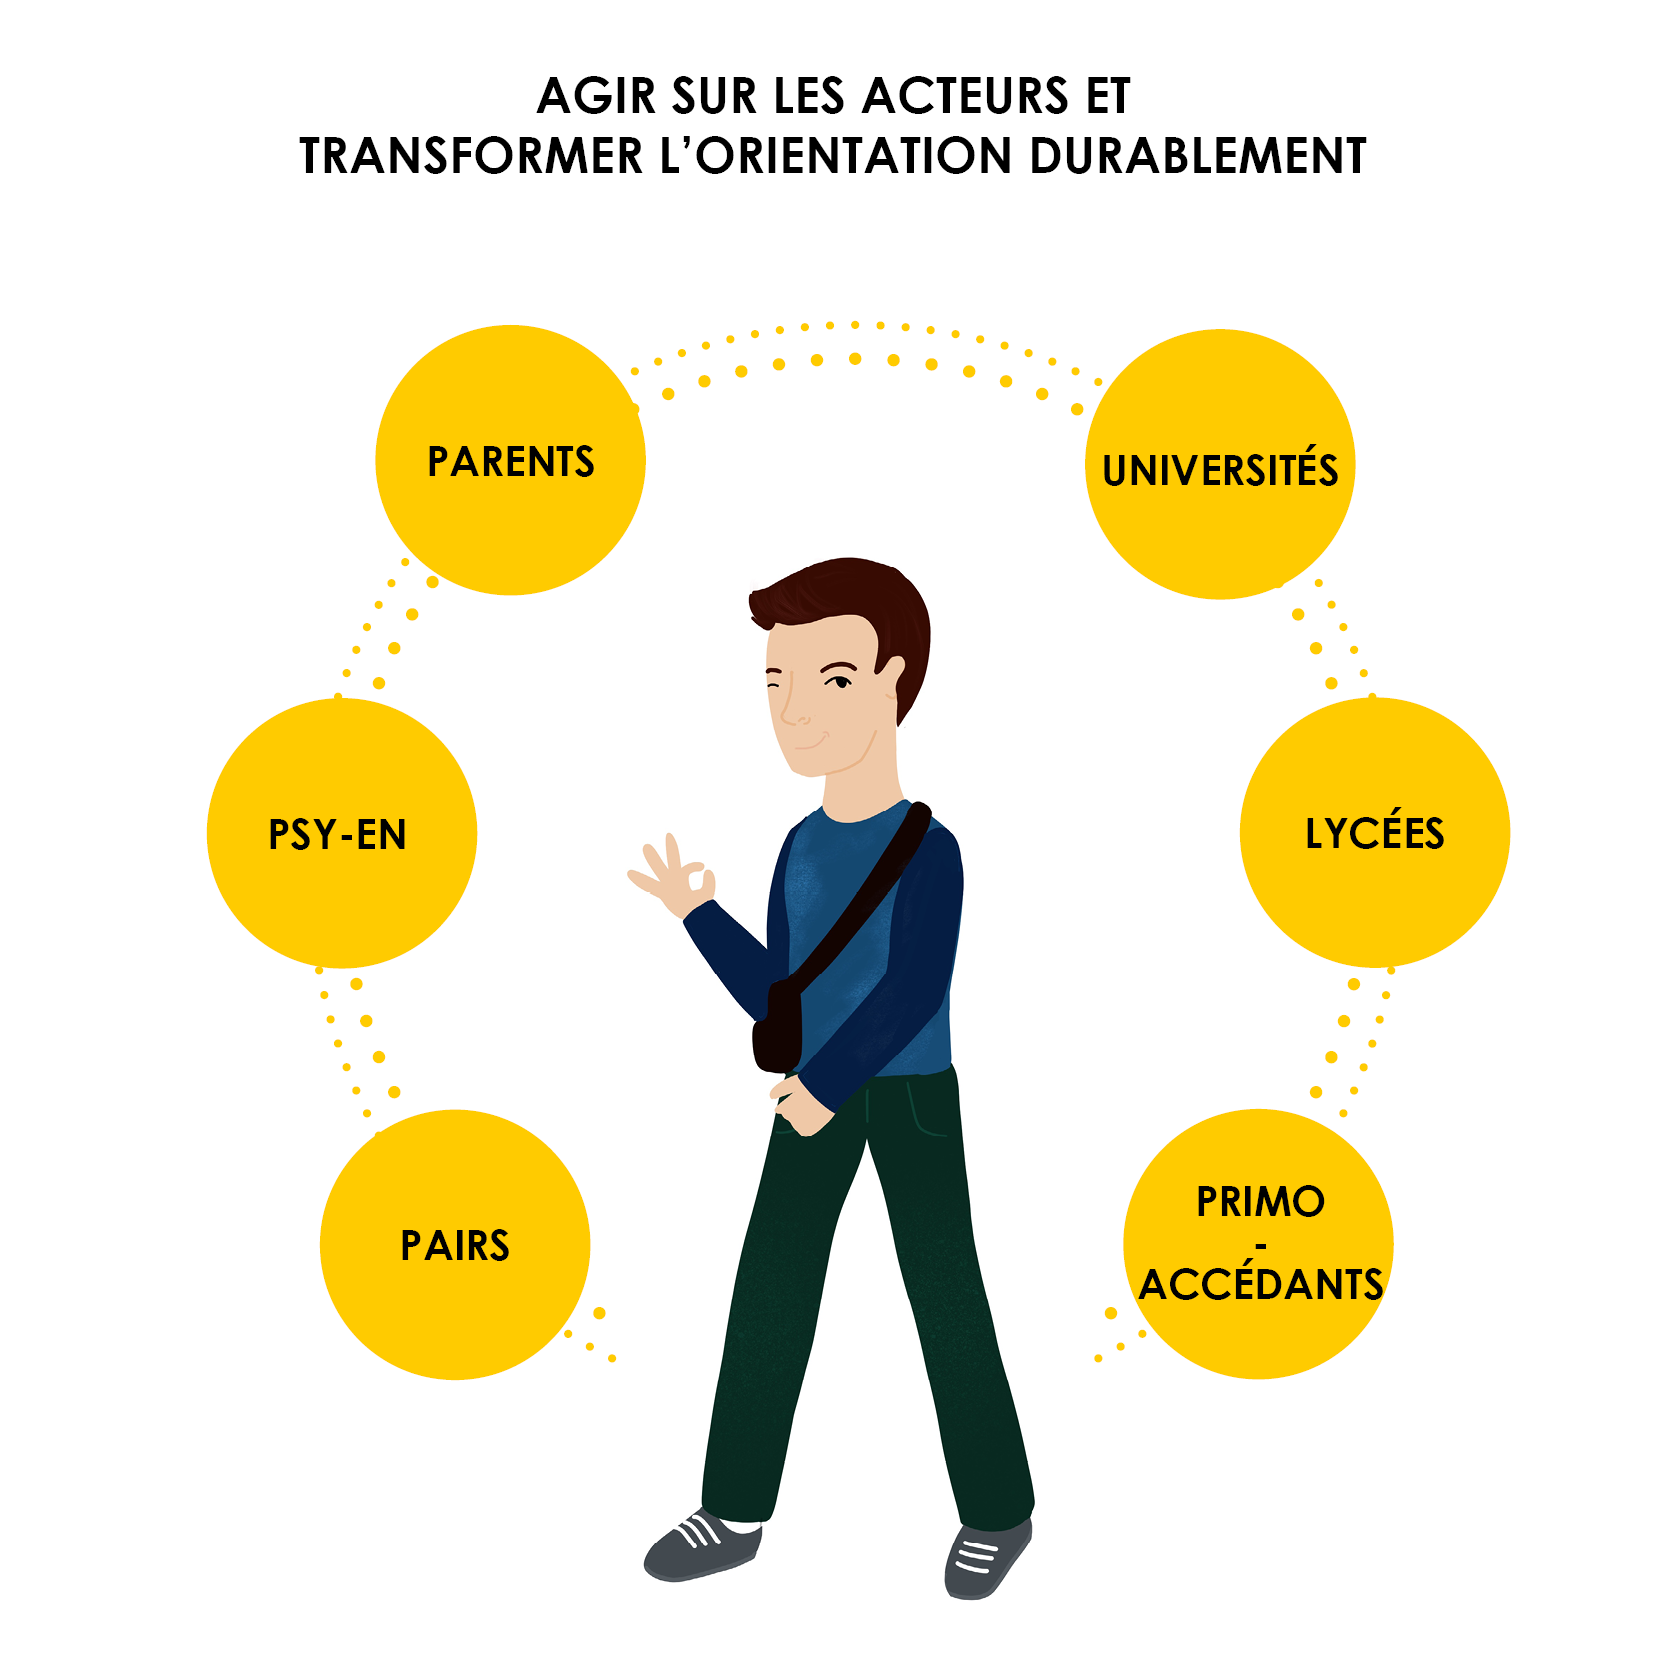 AGIR SUR LES ACTEURS ET
TRANSFORMER L’ORIENTATION DURABLEMENT
PARENTS
UNIVERSITÉS
PSY-EN
LYCÉES
PAIRS
PRIMO
-
ACCÉDANTS